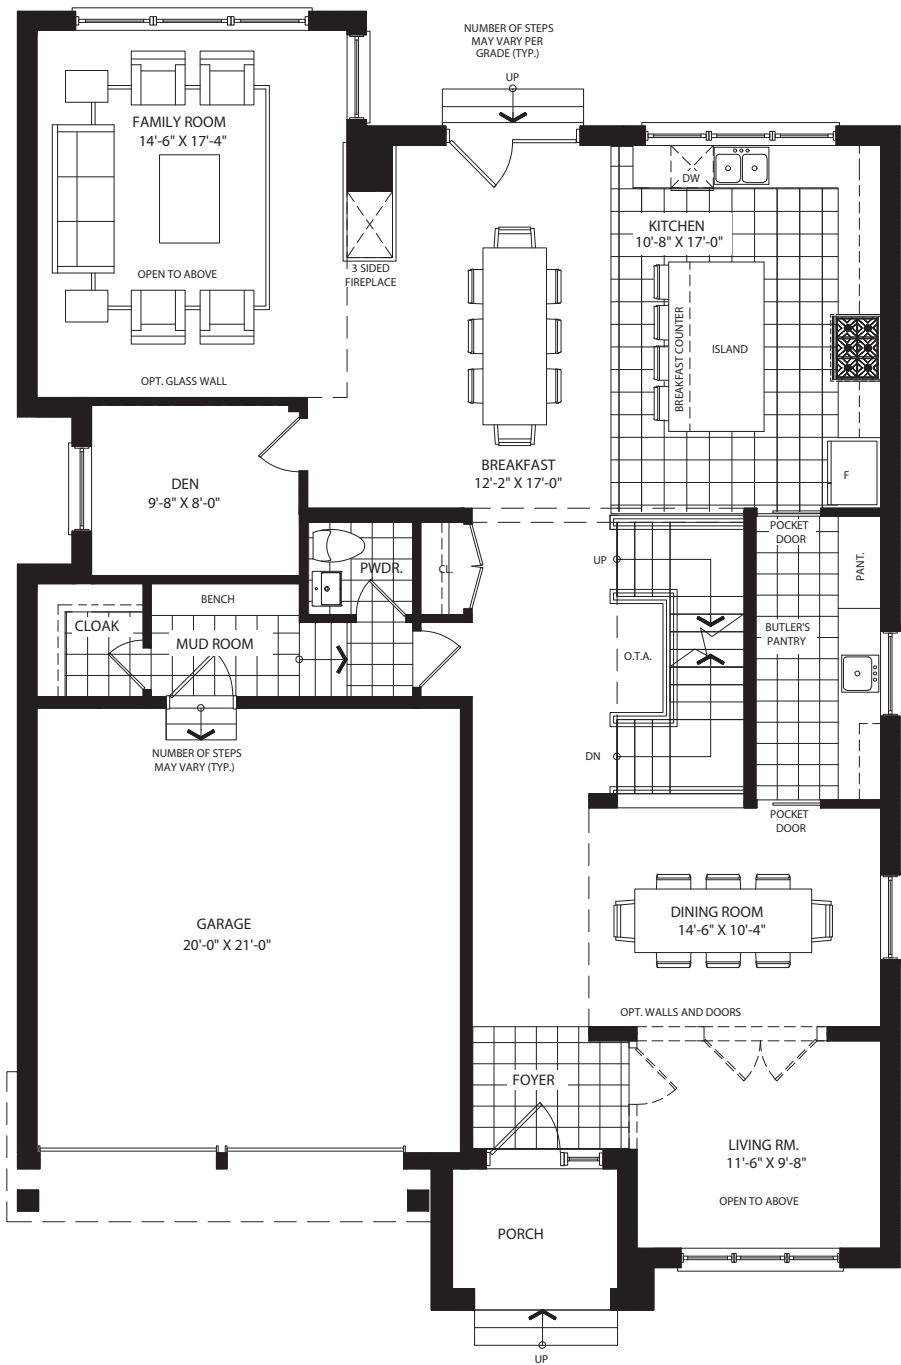 NUMBER OF STEPS
MAY VARY PER
GRADE (TYP.)
UP
FAMILY ROOM
14'-6" X 17'-4"
OPEN TO ABOVE
OPT. GLASS WALL
3 SIDED
FIREPLACE
DW
KITCHEN
10'-8" X 17'-0"
BREAKFAST COUNTER
ISLAND
F
BREAKFAST
12'-2" X 17'-0"
DEN
9'-8" X 8'-0"
PWDR.
CL.
UP
POCKET
DOOR
PANT.
BENCH
CLOAK
MUD ROOM
O.T.A.
BUTLER'S
PANTRY
NUMBER OF STEPS
MAY VARY (TYP.)
DN
POCKET
DOOR
GARAGE
20'-0" X 21'-0"
DINING ROOM
14'-6" X 10'-4"
OPT. WALLS AND DOORS
FOYER
LIVING RM.
11'-6" X 9'-8"
OPEN TO ABOVE
PORCH
UP